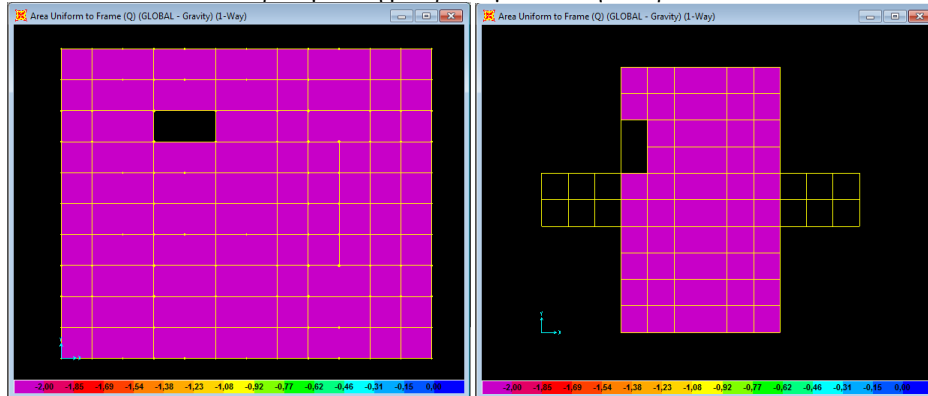 Area Uniform to Frame (Q) (GLOBAL - Gravity) (1-Way)
Area Uniform to Frame (Q) (GLOBAL - Gravity) (1-Way)
X
Y
X
-2,00 -1,85 -1,69 -1,54 -1,38 -1,23 -1,08 -0,92 -0,77 -0,62 -0,46 -0,31 -0,15 0,00
-2,00 -1,85 -1,69 -1,54 -1,38 -1,23 -1,08 -0,92 -0,77 -0,62 -0,46 -0,31 -0,15 0,00